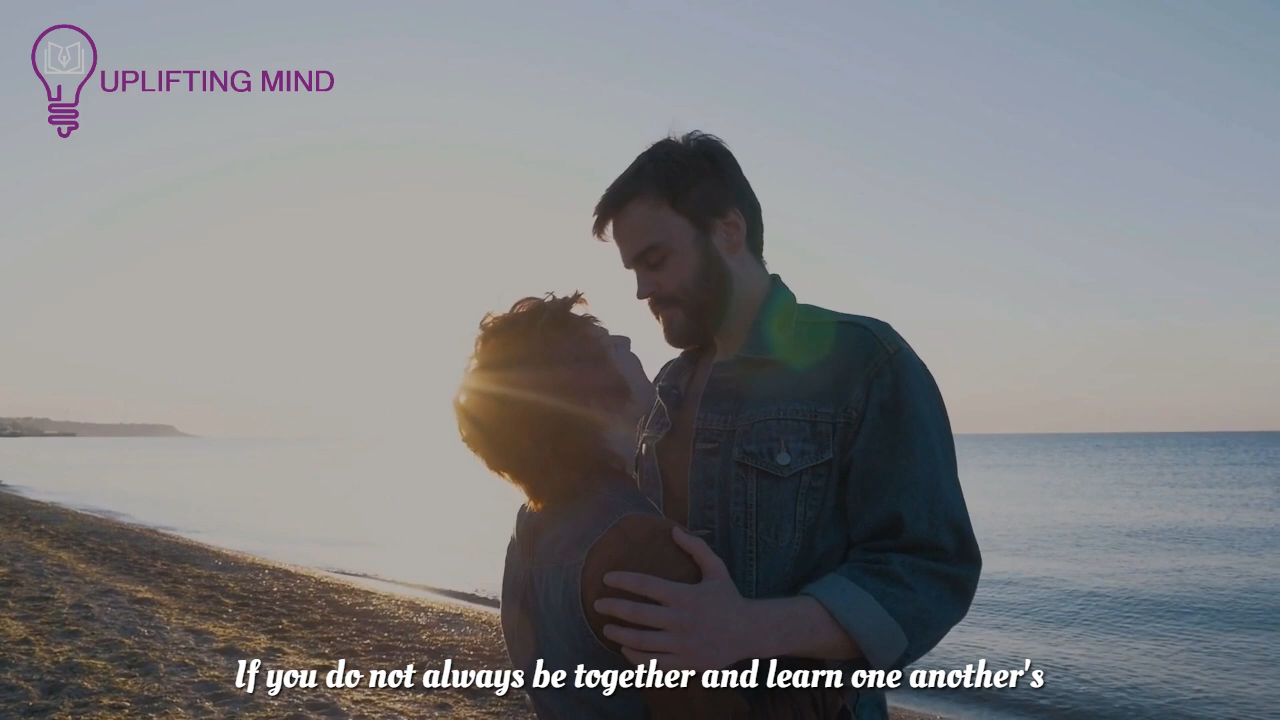 UPLIFTING MIND
If you do not always be together and learn one another's